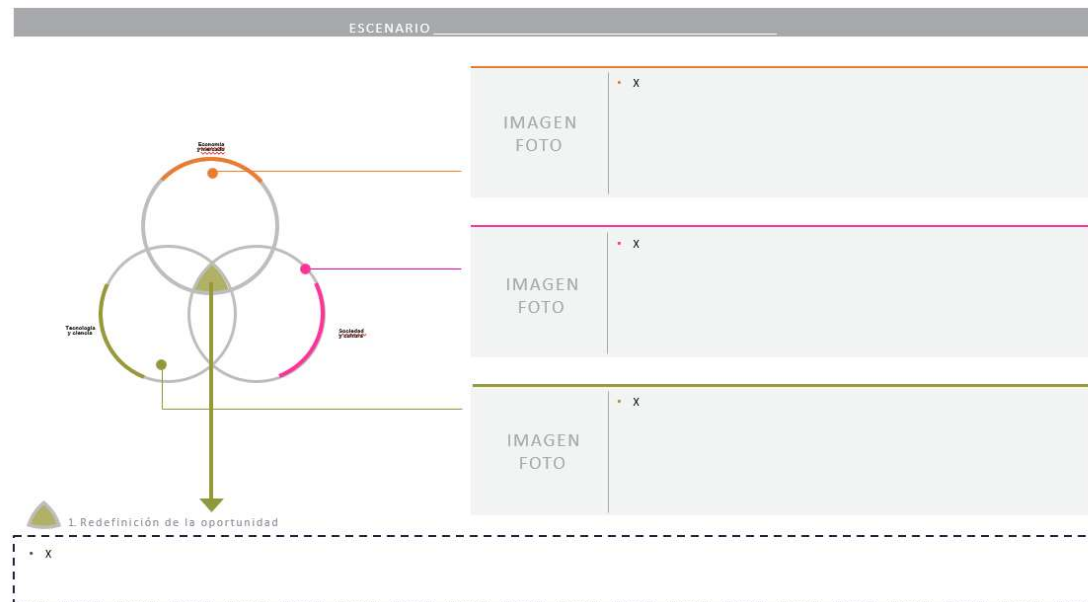 ESCENARIO
• X
IMAGEN
FOTO
Economía
y mercado
• X
IMAGEN
FOTO
Tecnología
y ciencia
Sociedad
y cultura
• X
IMAGEN
FOTO
1. Redefinición de la oportunidad
• X